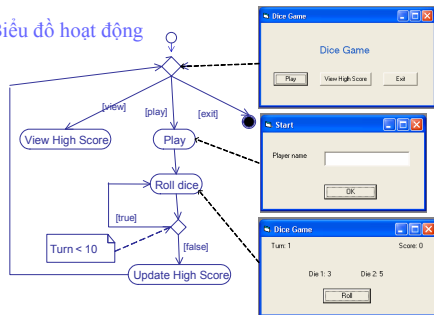 Biểu đồ hoạt động
[view]
[play]
[exit]
View High Score
Play
Roll dice
[true]
Turn < 10
[false]
Update High Score
Dice Game
Dice Game
Play
View High Score
Exit
Start
Player name
OK
Dice Game
Turn: 1
Score: 0
Die 1: 3
Die 2: 5
Roll